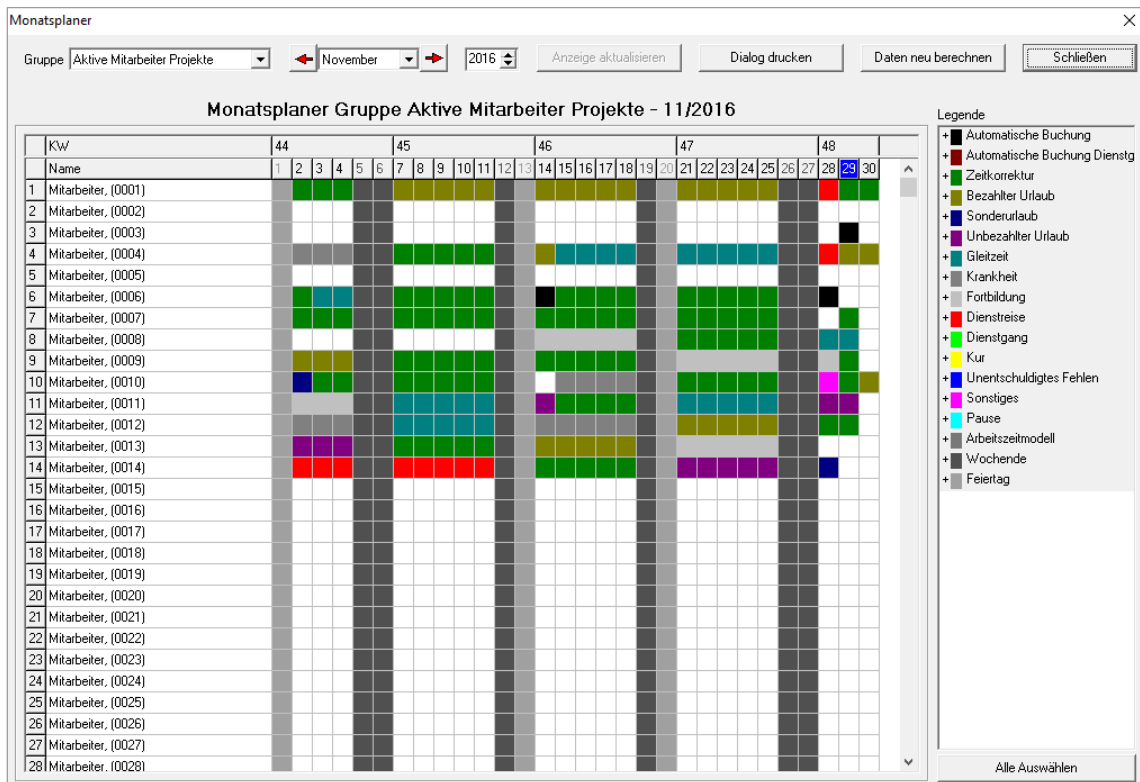 Monatsplaner
Gruppe Aktive Mitarbeiter Projekte November 2016 Anzeige aktualisieren Dialog drucken Daten neu berechnen Schließen
Monatsplaner Gruppe Aktive Mitarbeiter Projekte - 11/2016
KW 44 45 46 47 48
Name 1 2 3 4 5 6 7 8 9 10 11 12 13 14 15 16 17 18 19 20 21 22 23 24 25 26 27 28 29 30
1 Mitarbeiter, (0001)
2 Mitarbeiter, (0002)
3 Mitarbeiter, (0003)
4 Mitarbeiter, (0004)
5 Mitarbeiter, (0005)
6 Mitarbeiter, (0006)
7 Mitarbeiter, (0007)
8 Mitarbeiter, (0008)
9 Mitarbeiter, (0009)
10 Mitarbeiter, (0010)
11 Mitarbeiter, (0011)
12 Mitarbeiter, (0012)
13 Mitarbeiter, (0013)
14 Mitarbeiter, (0014)
15 Mitarbeiter, (0015)
16 Mitarbeiter, (0016)
17 Mitarbeiter, (0017)
18 Mitarbeiter, (0018)
19 Mitarbeiter, (0019)
20 Mitarbeiter, (0020)
21 Mitarbeiter, (0021)
22 Mitarbeiter, (0022)
23 Mitarbeiter, (0023)
24 Mitarbeiter, (0024)
25 Mitarbeiter, (0025)
26 Mitarbeiter, (0026)
27 Mitarbeiter, (0027)
28 Mitarbeiter, (0028)
Legende
+ Automatische Buchung
+ Automatische Buchung Dienstg
+ Zeitkorrektur
+ Bezahlter Urlaub
+ Sonderurlaub
+ Unbezahlter Urlaub
+ Gleitzeit
+ Krankheit
+ Fortbildung
+ Dienstreise
+ Dienstgang
+ Kur
+ Unentschuldigtes Fehlen
+ Sonstiges
+ Pause
+ Arbeitszeitmodell
+ Wochende
+ Feiertag
Alle Auswählen